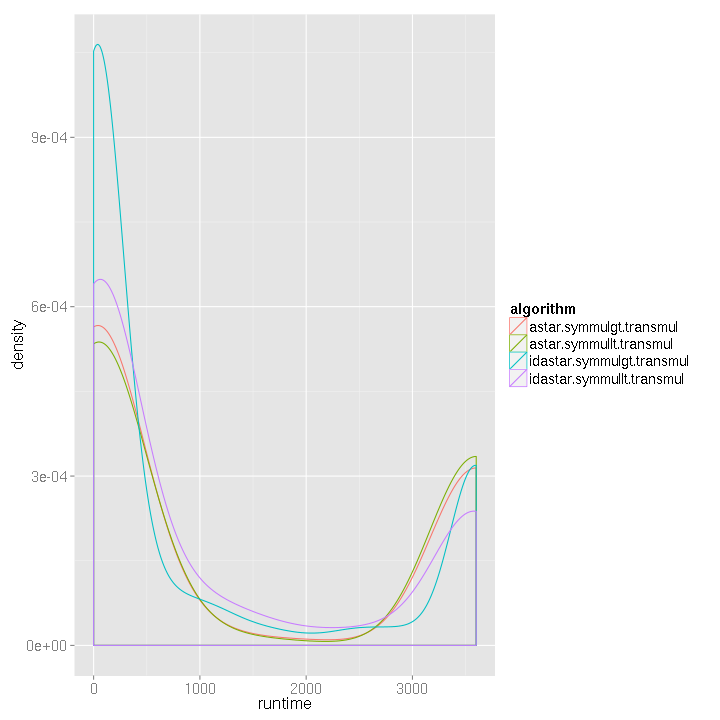 9e-04
6e-04
3e-04
0e+00
density
0
1000
2000
3000
runtime
algorithm
astar.symmulgt.transmul
astar.symmullt.transmul
idastar.symmulgt.transmul
idastar.symmullt.transmul